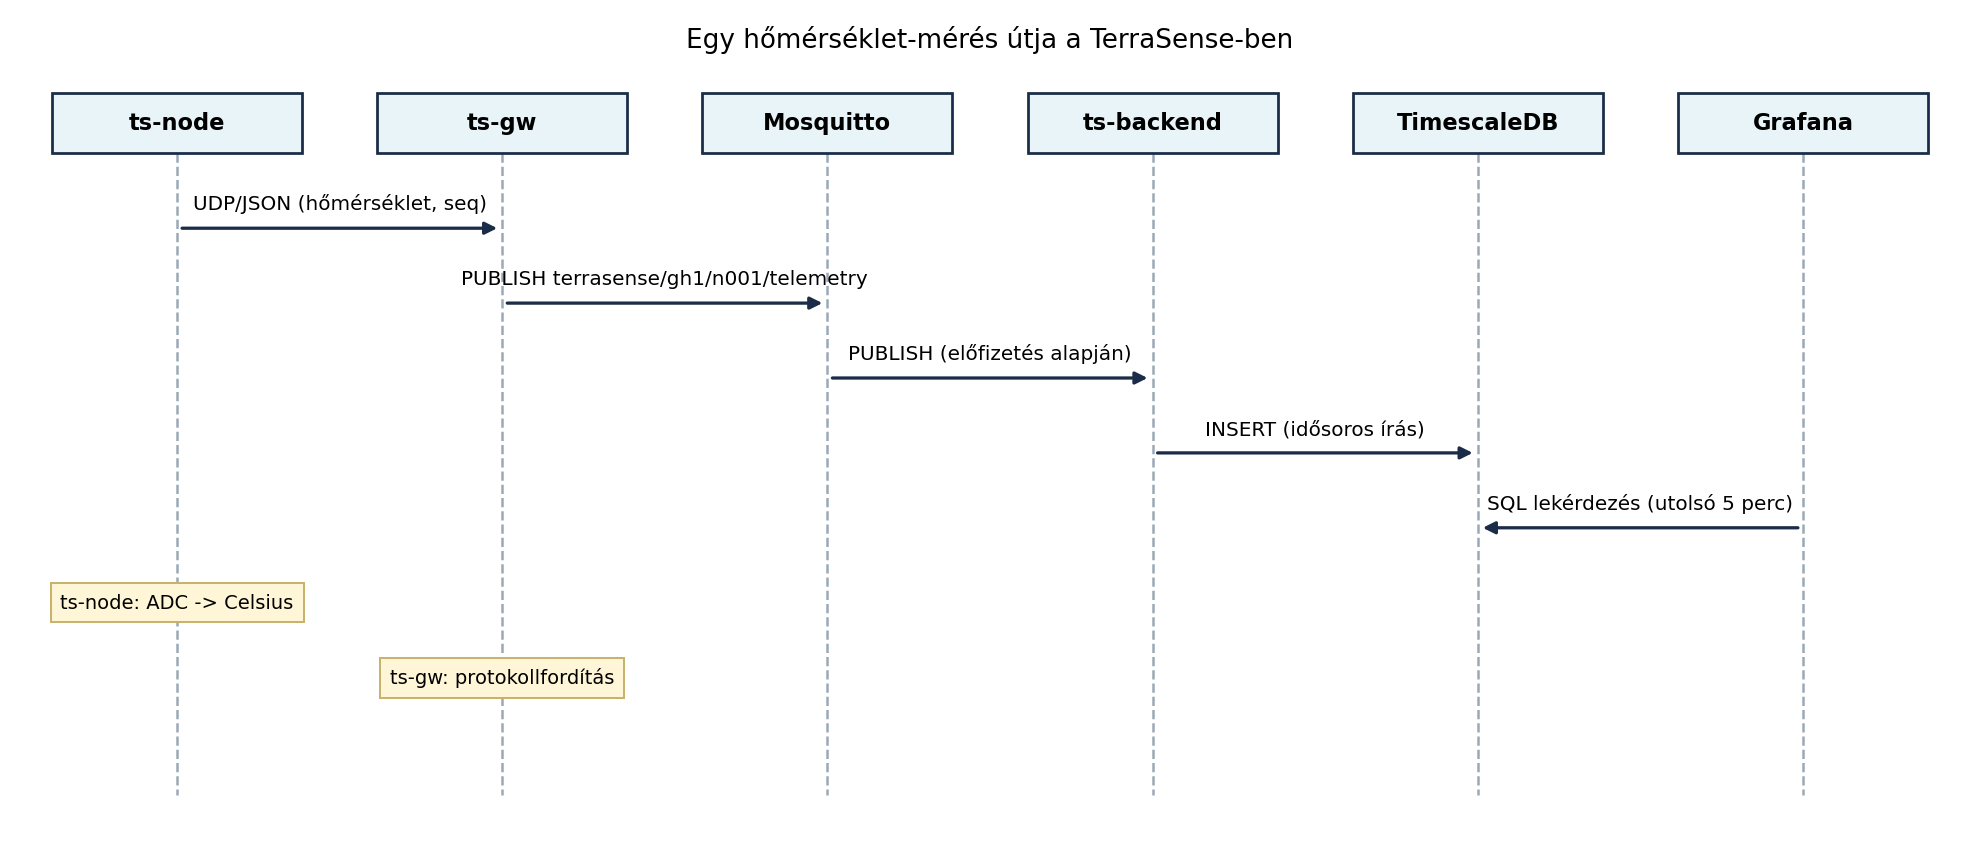 Egy hőmérséklet-mérés útja a TerraSense-ben
ts-node
ts-gw
Mosquitto
ts-backend
TimescaleDB
Grafana
UDP/JSON (hőmérséklet, seq)
PUBLISH terrasense/gh1/n001/telemetry
PUBLISH (előfizetés alapján)
INSERT (idősoros írás)
SQL lekérdezés (utolsó 5 perc)
ts-node: ADC -> Celsius
ts-gw: protokollfordítás